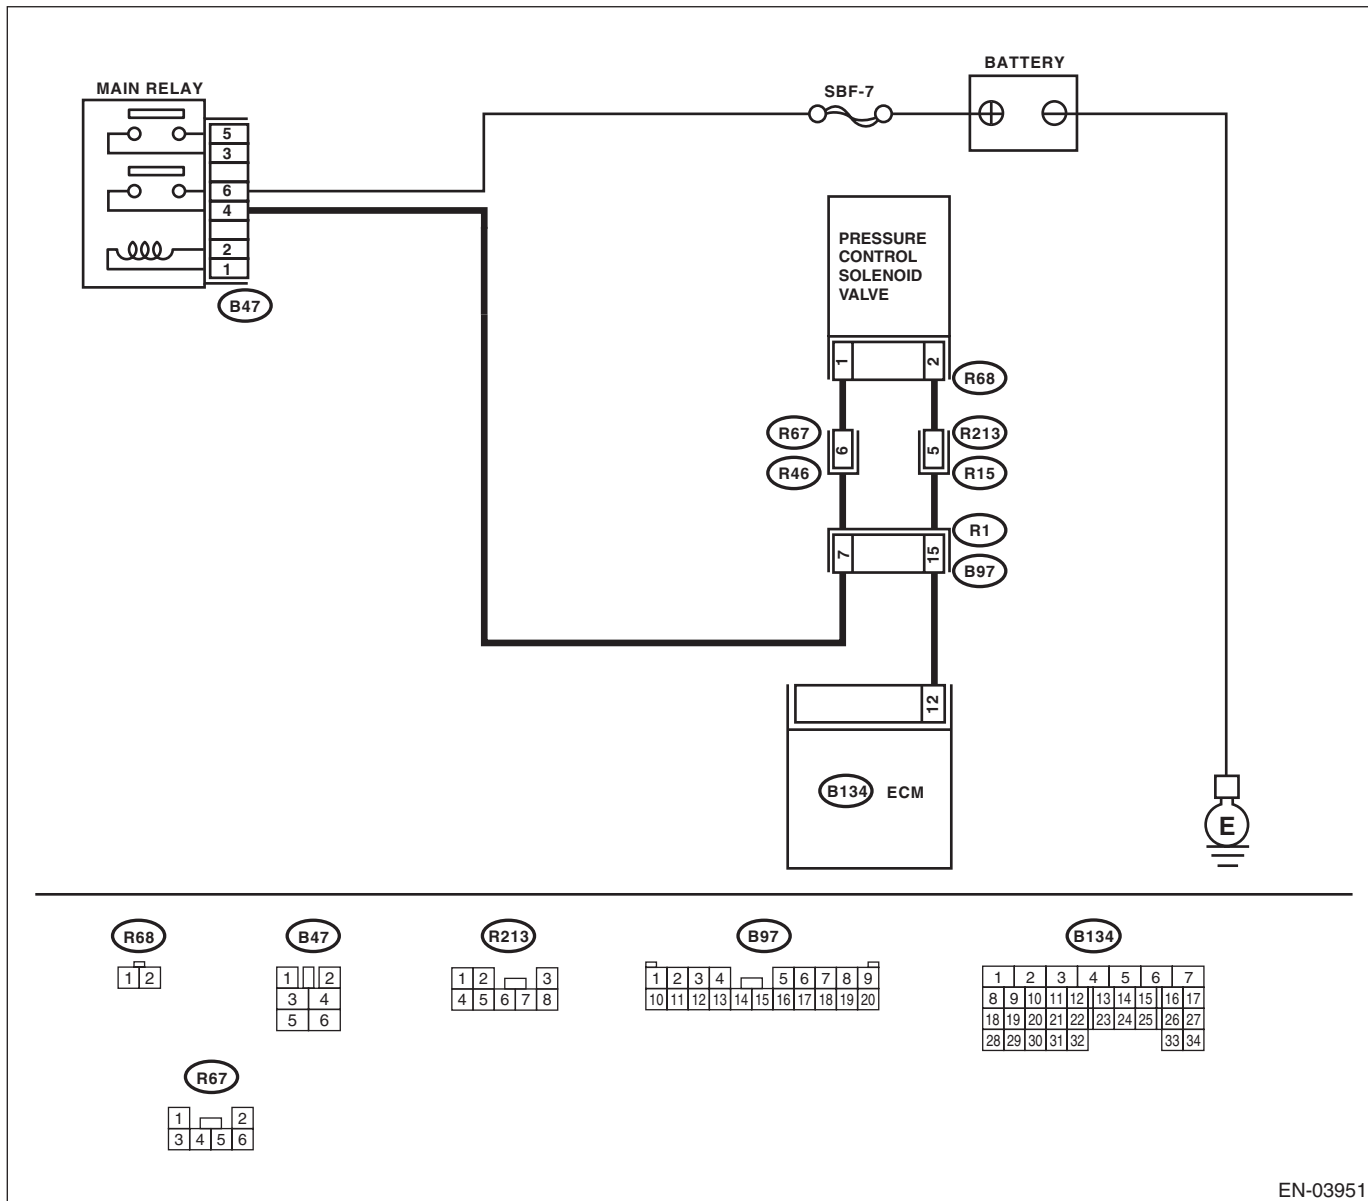 BATTERY
MAIN RELAY
SBF-7
5
3
6
4
2
1
B47
PRESSURE
CONTROL
SOLENOID
VALVE
1 2
R68
R67 6 5 R213
R46 R15
R1
7 15
B97
12
B134 ECM
E
R68 B47 R213 B97 B134
1 2
1 2
3 4
5 6
1 2 3
4 5 6 7 8
1 2 3 4 5 6 7 8 9
10 11 12 13 14 15 16 17 18 19 20
1 2 3 4 5 6 7
8 9 10 11 12 13 14 15 16 17
18 19 20 21 22 23 24 25 26 27
28 29 30 31 32 33 34
R67
1 2
3 4 5 6
EN-03951